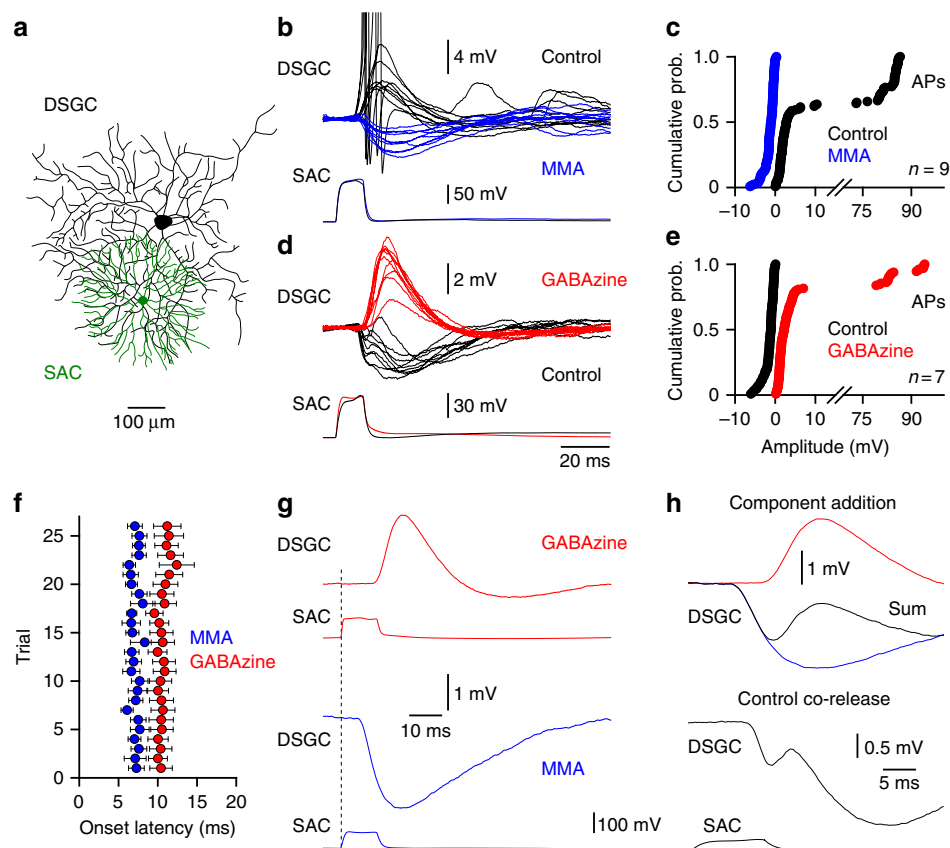 a
DSGC
SAC
100 μm
b
DSGC
4 mV
Control
MMA
SAC
50 mV
c
Cumulative prob.
1.0
0.5
0
APs
Control
MMA
n = 9
–10 0 10 75 90
d
DSGC
2 mV
GABAzine
Control
SAC
30 mV
20 ms
e
Cumulative prob.
1.0
0.5
0
APs
Control
GABAzine
n = 7
–10 0 10 75 90
Amplitude (mV)
f
Trial
25
20
15
10
5
0
MMA
GABAzine
0 5 10 15 20
Onset latency (ms)
g
DSGC
GABAzine
SAC
1 mV
10 ms
DSGC
MMA
SAC
100 mV
h
Component addition
1 mV
DSGC
Sum
Control co-release
DSGC
0.5 mV
5 ms
SAC